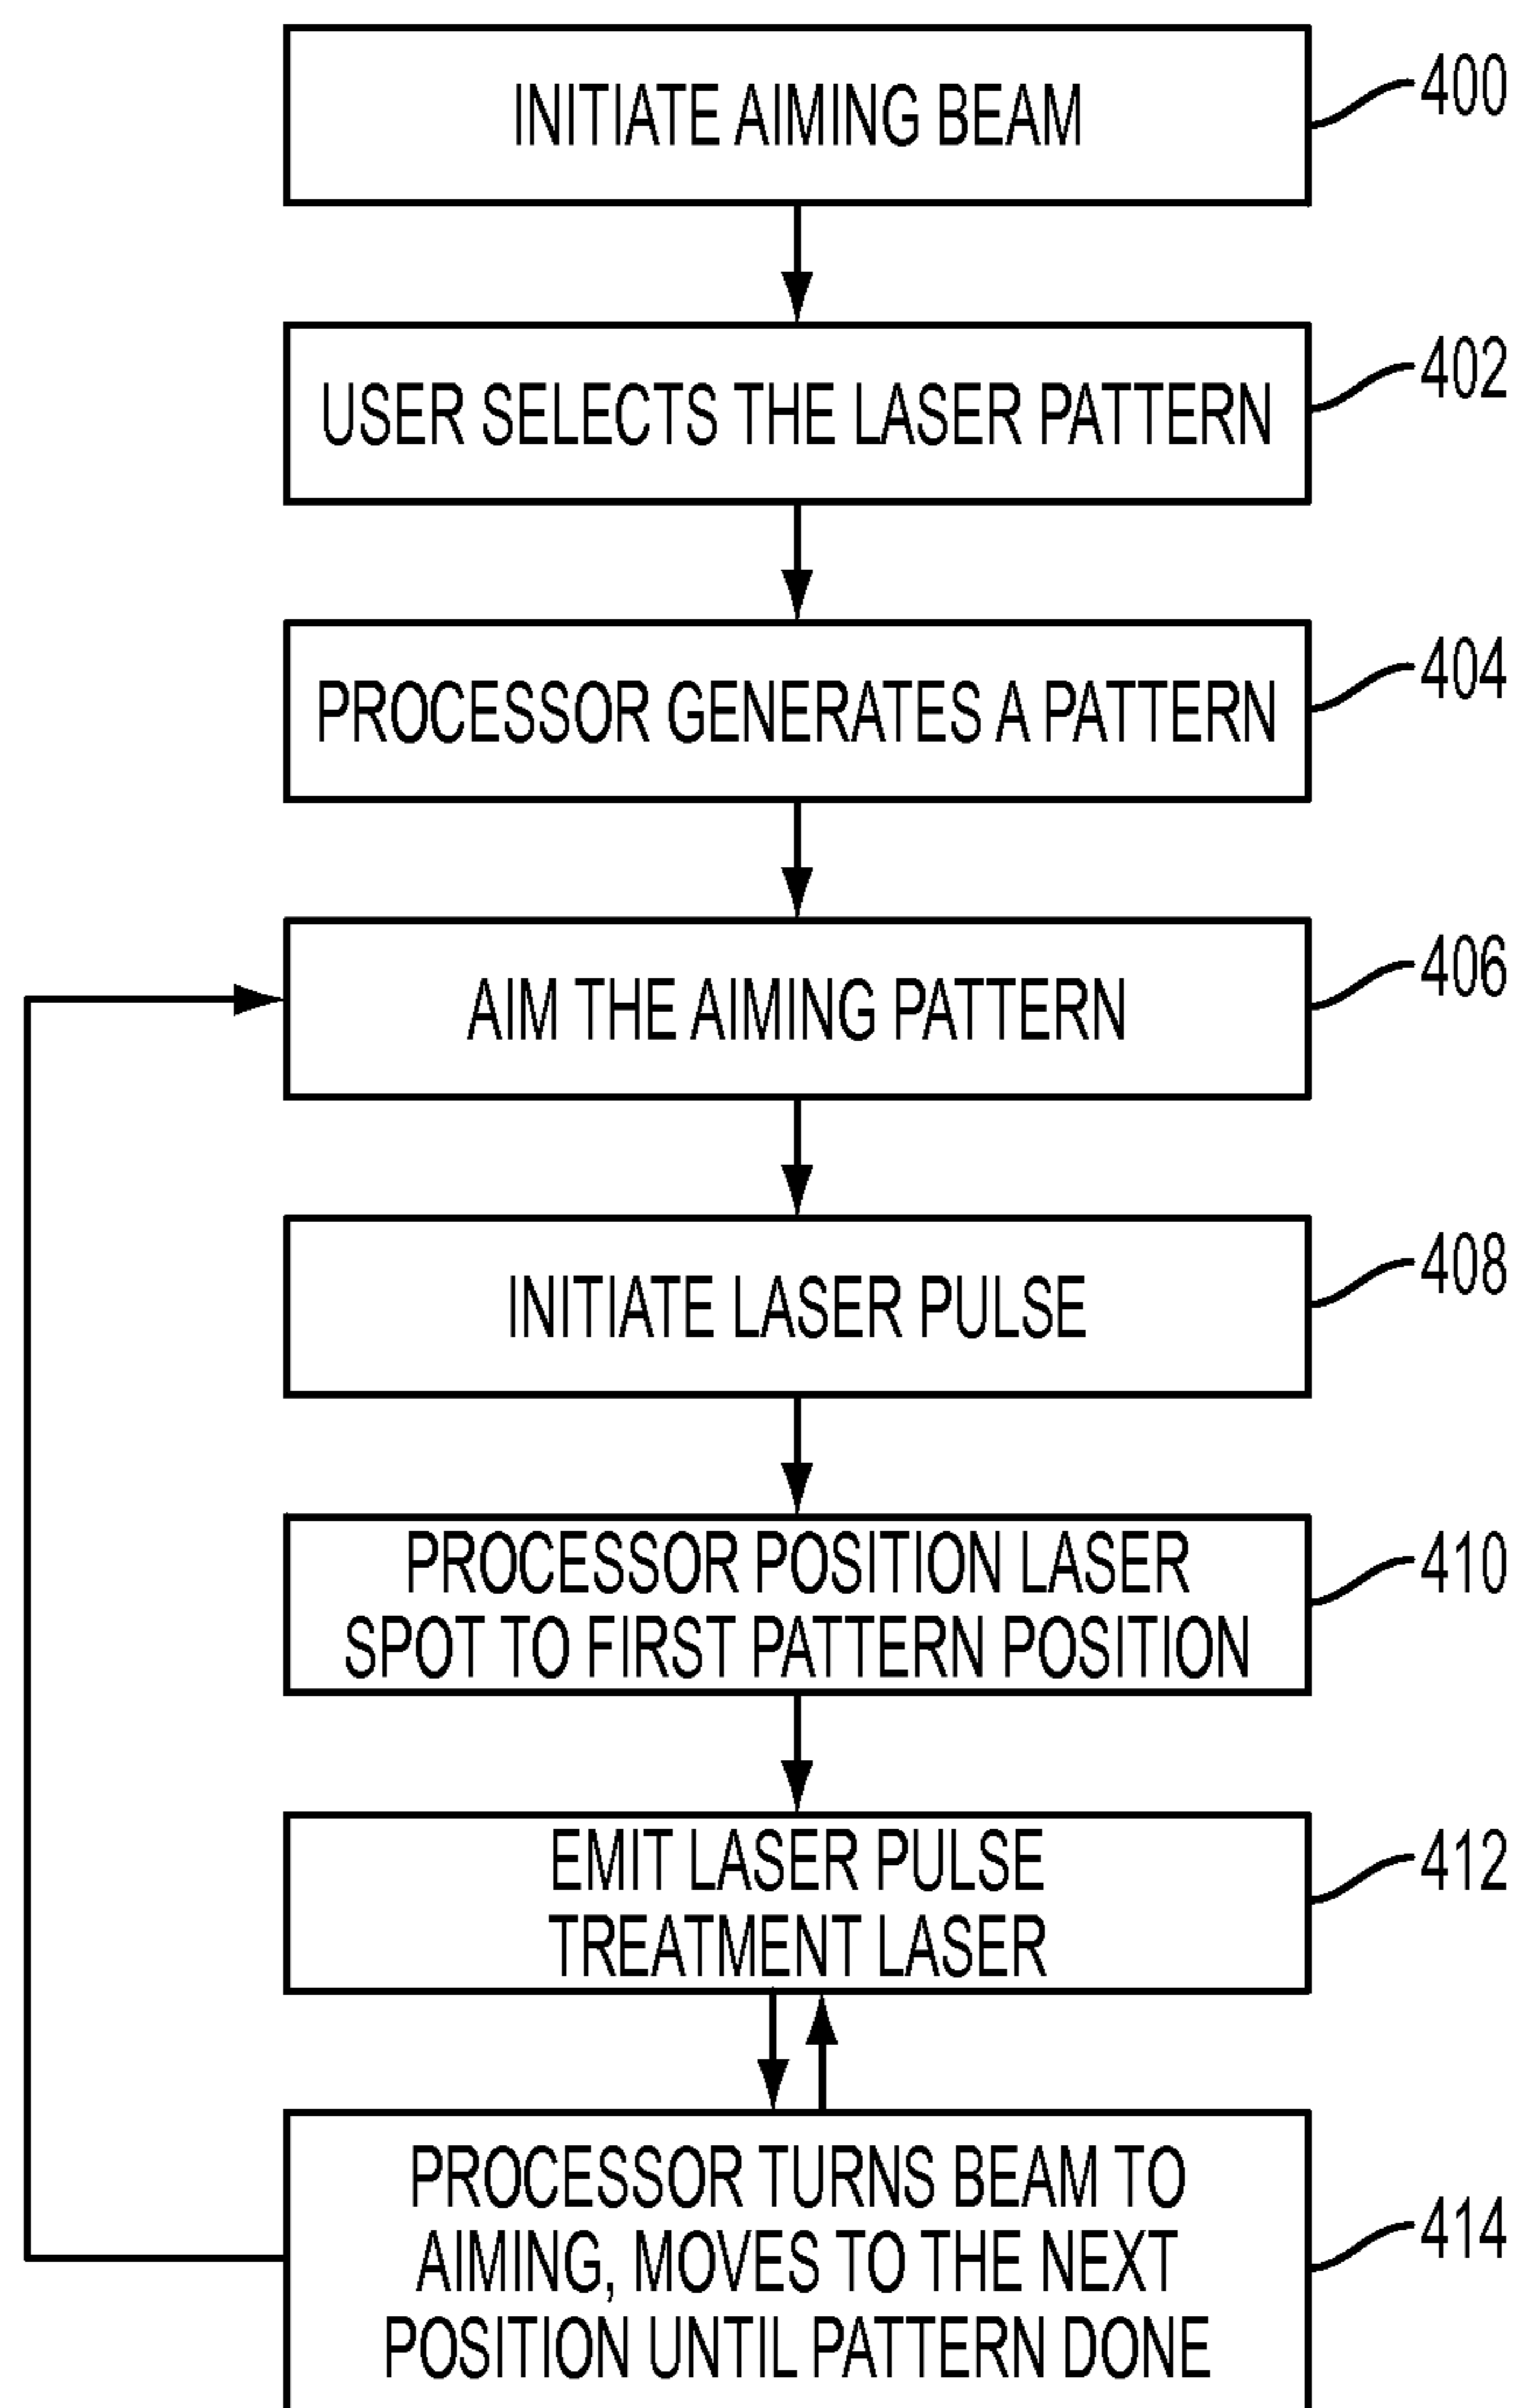 INITIATE AIMING BEAM
400
USER SELECTS THE LASER PATTERN
402
PROCESSOR GENERATES A PATTERN
404
AIM THE AIMING PATTERN
406
INITIATE LASER PULSE
408
PROCESSOR POSITION LASER
SPOT TO FIRST PATTERN POSITION
410
EMIT LASER PULSE
TREATMENT LASER
412
PROCESSOR TURNS BEAM TO
AIMING, MOVES TO THE NEXT
POSITION UNTIL PATTERN DONE
414